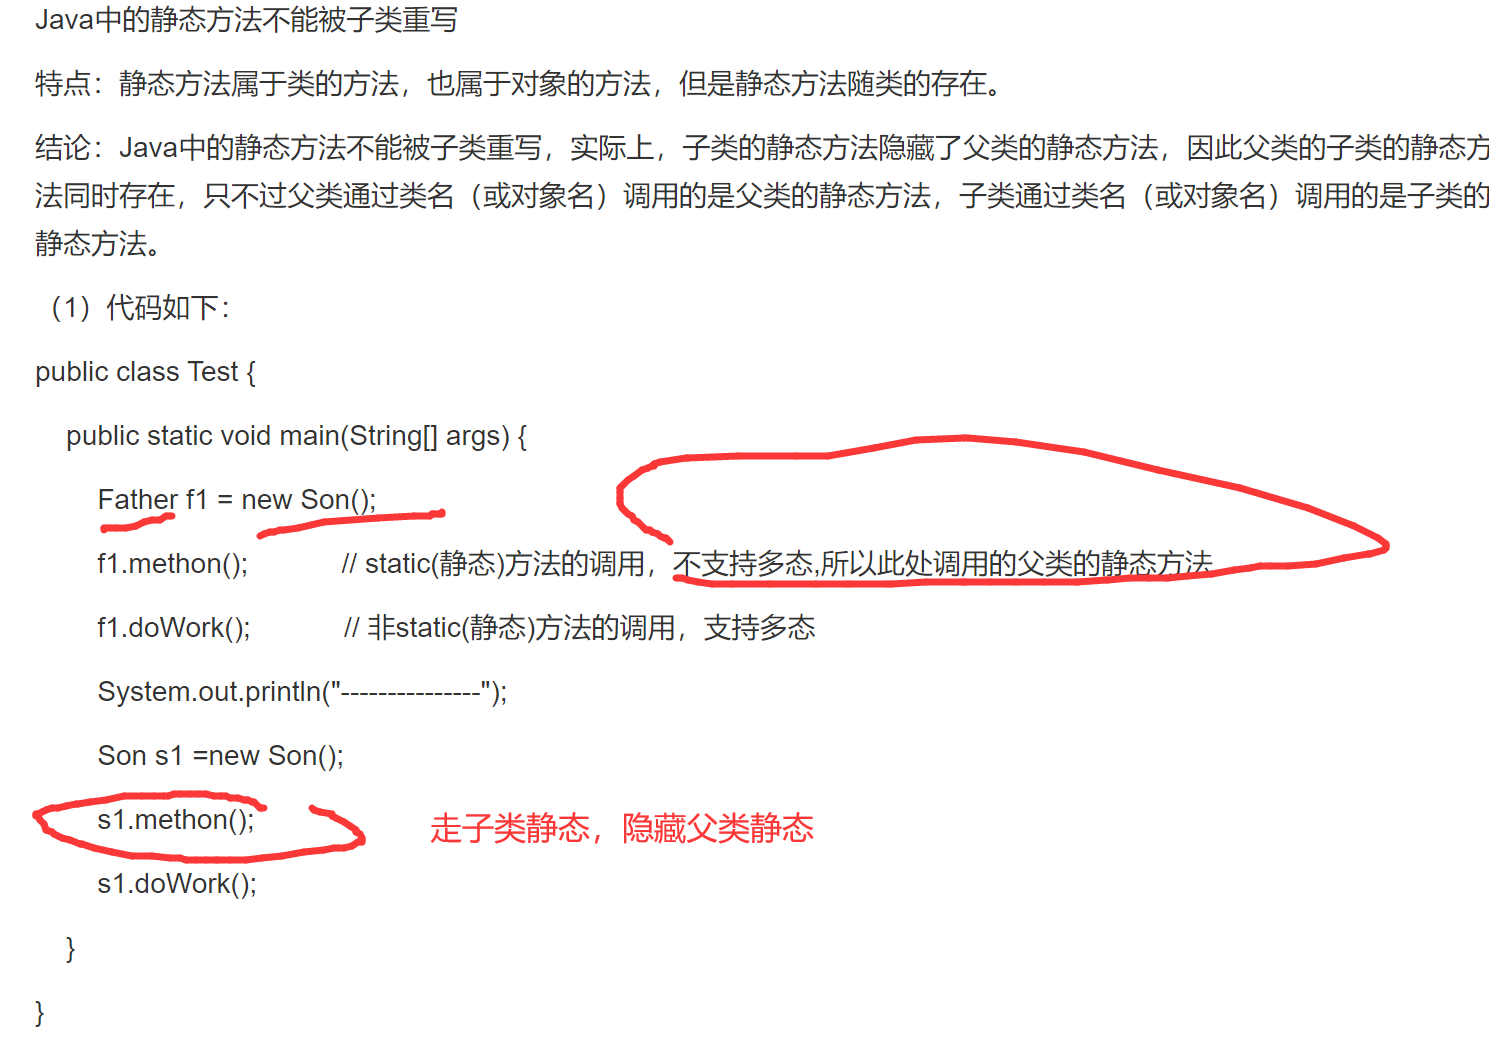 Java中的静态方法不能被子类重写
特点：静态方法属于类的方法，也属于对象的方法，但是静态方法随类的存在。
结论：Java中的静态方法不能被子类重写，实际上，子类的静态方法隐藏了父类的静态方法，因此父类的子类的静态方
法同时存在，只不过父类通过类名（或对象名）调用的是父类的静态方法，子类通过类名（或对象名）调用的是子类的
静态方法。
（1）代码如下：
public class Test {
public static void main(String[] args) {
Father f1 = new Son();
f1.methon(); // static(静态)方法的调用，不支持多态,所以此处调用的父类的静态方法
f1.doWork(); // 非static(静态)方法的调用，支持多态
System.out.println("---------------");
Son s1 =new Son();
s1.methon(); 走子类静态，隐藏父类静态
s1.doWork();
}
}